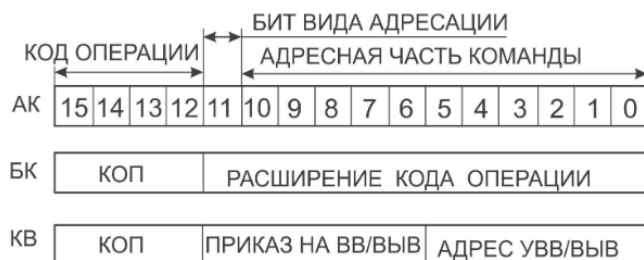 БИТ ВИДА АДРЕСАЦИИ
КОД ОПЕРАЦИИ АДРЕСНАЯ ЧАСТЬ КОМАНДЫ
АК 15 14 13 12 11 10 9 8 7 6 5 4 3 2 1 0
БК КОП РАСШИРЕНИЕ КОДА ОПЕРАЦИИ
КВ КОП ПРИКАЗ НА ВВ/ВЫВ АДРЕС УВВ/ВЫВ